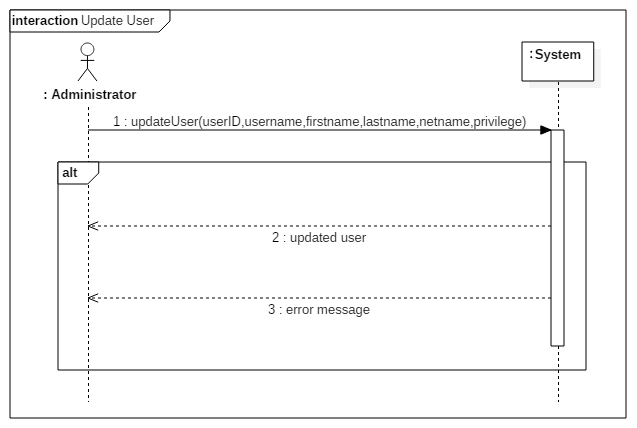 interaction Update User
: Administrator
:System
1 : updateUser(userID,username,firstname,lastname,netname,privilege)
alt
2 : updated user
3 : error message